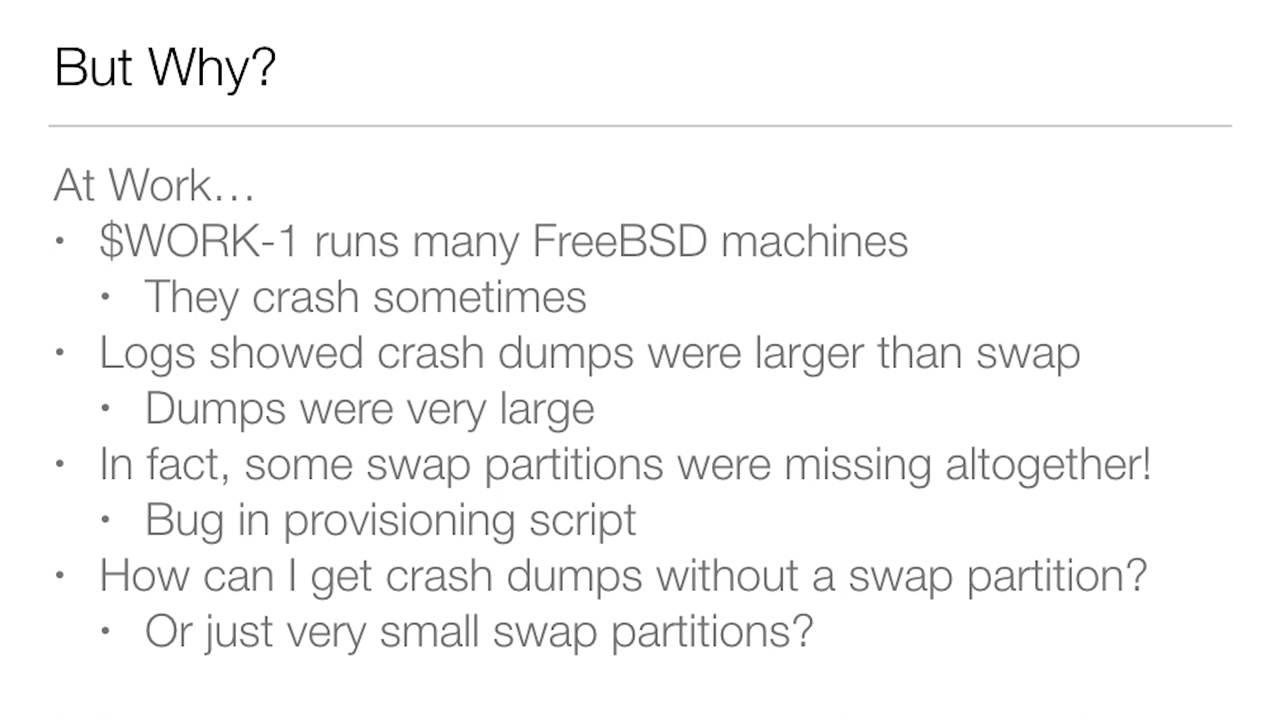 But Why?
At Work…
• $WORK-1 runs many FreeBSD machines
• They crash sometimes
• Logs showed crash dumps were larger than swap
• Dumps were very large
• In fact, some swap partitions were missing altogether!
• Bug in provisioning script
• How can I get crash dumps without a swap partition?
• Or just very small swap partitions?